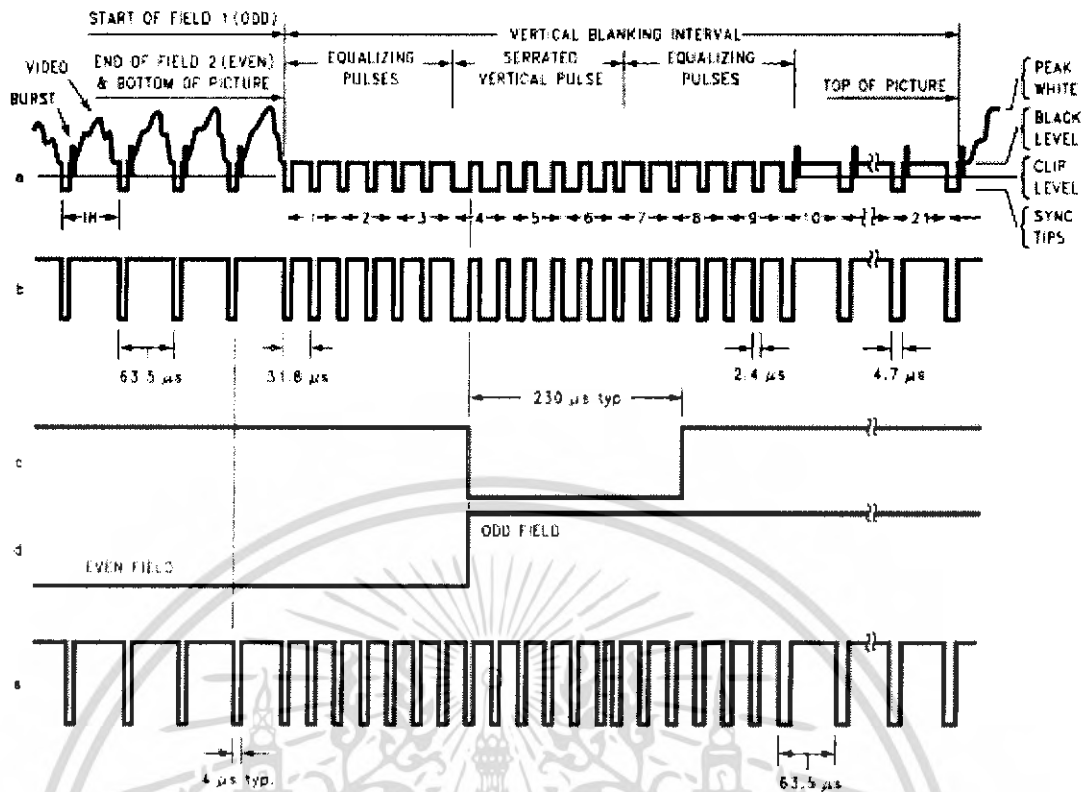 START OF FIELD 1 (ODD)
VERTICAL BLANKING INTERVAL
END OF FIELD 2 (EVEN)
& BOTTOM OF PICTURE
EQUALIZING
PULSES
SERRATED
VERTICAL PULSE
EQUALIZING
PULSES
TOP OF PICTURE
VIDEO
BURST
PEAK
WHITE
BLACK
LEVEL
CLIP
LEVEL
SYNC
TIPS
a
1H
1 2 3 4 5 6 7 8 9 10 21
b
63.5 μs
31.8 μs
2.4 μs
4.7 μs
230 μs typ
c
d
EVEN FIELD
ODD FIELD
4 μs typ.
63.5 μs